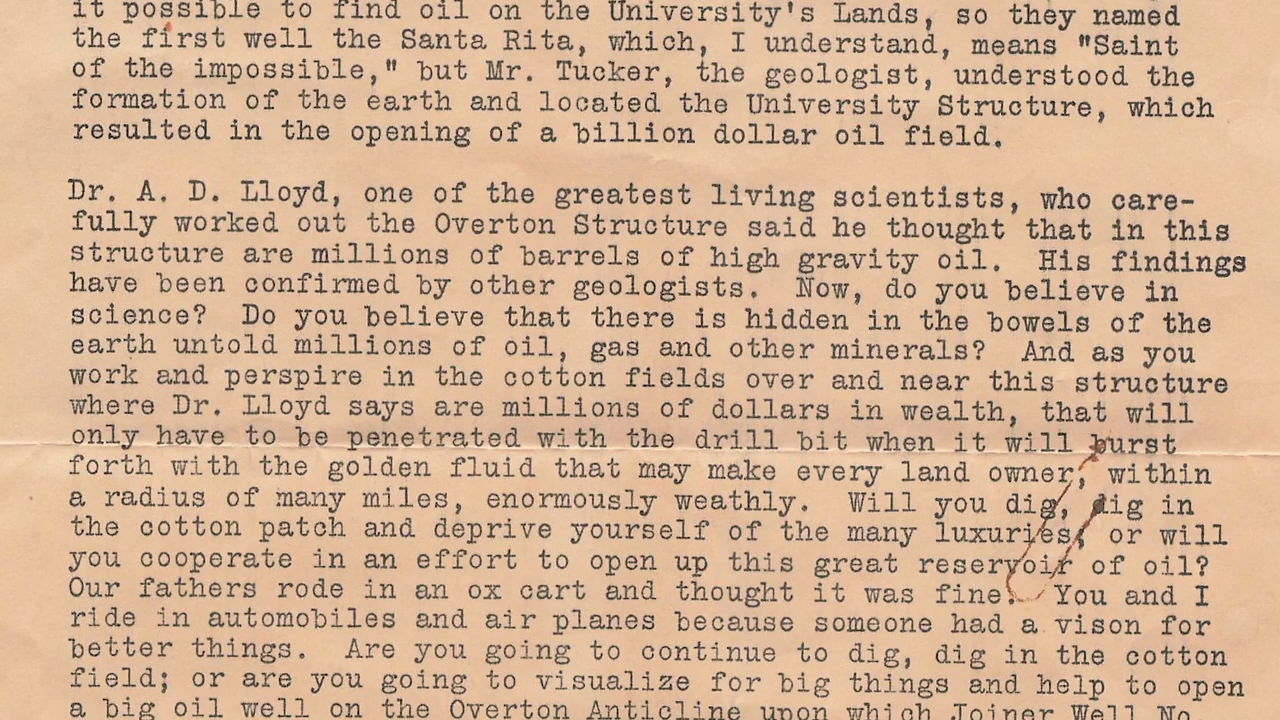 it possible to find oil on the University's Lands, so they named
the first well the Santa Rita, which, I understand, means "Saint
of the impossible," but Mr. Tucker, the geologist, understood the
formation of the earth and located the University Structure, which
resulted in the opening of a billion dollar oil field.
Dr. A. D. Lloyd, one of the greatest living scientists, who care-
fully worked out the Overton Structure said he thought that in this
structure are millions of barrels of high gravity oil. His findings
have been confirmed by other geologists. Now, do you believe in
science? Do you believe that there is hidden in the bowels of the
earth untold millions of oil, gas and other minerals? And as you
work and perspire in the cotton fields over and near this structure
where Dr. Lloyd says are millions of dollars in wealth, that will
only have to be penetrated with the drill bit when it will burst
forth with the golden fluid that may make every land owner, within
a radius of many miles, enormously weathly. Will you dig, dig in
the cotton patch and deprive yourself of the many luxuries, or will
you cooperate in an effort to open up this great reservoir of oil?
Our fathers rode in an ox cart and thought it was fine. You and I
ride in automobiles and air planes because someone had a vison for
better things. Are you going to continue to dig, dig in the cotton
field; or are you going to visualize for big things and help to open
a big oil well on the Overton Anticline upon which Joiner Well No.